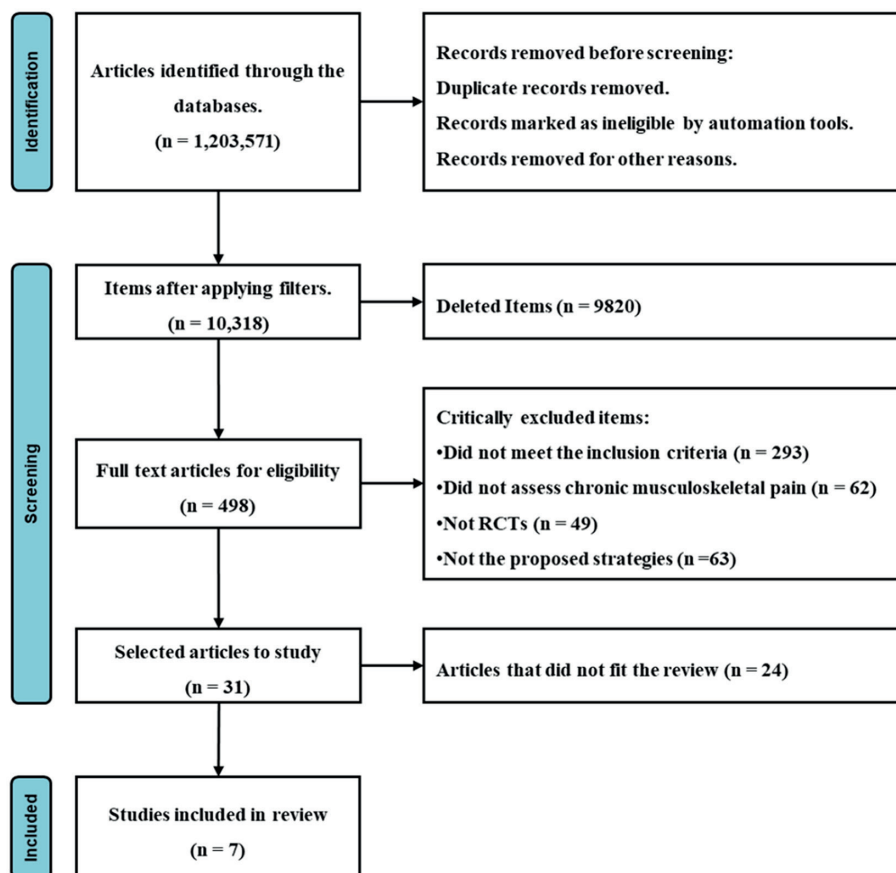 Identification
Articles identified through the
databases.
(n = 1,203,571)
Records removed before screening:
Duplicate records removed.
Records marked as ineligible by automation tools.
Records removed for other reasons.
Screening
Items after applying filters.
(n = 10,318)
Deleted Items (n = 9820)
Full text articles for eligibility
(n = 498)
Critically excluded items:
•Did not meet the inclusion criteria (n = 293)
•Did not assess chronic musculoskeletal pain (n = 62)
•Not RCTs (n = 49)
•Not the proposed strategies (n =63)
Selected articles to study
(n = 31)
Articles that did not fit the review (n = 24)
Included
Studies included in review
(n = 7)